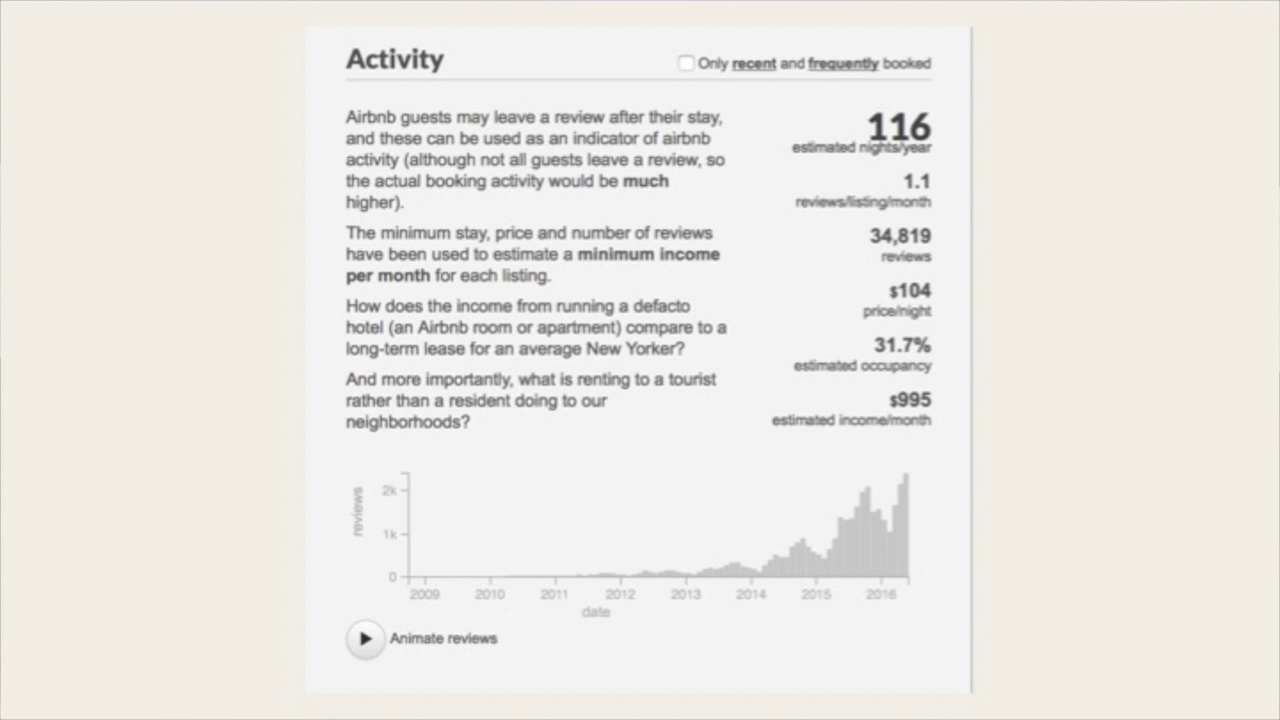 Activity
Only recent and frequently booked
Airbnb guests may leave a review after their stay,
and these can be used as an indicator of airbnb
activity (although not all guests leave a review, so
the actual booking activity would be much
higher).
The minimum stay, price and number of reviews
have been used to estimate a minimum income
per month for each listing.
How does the income from running a defacto
hotel (an Airbnb room or apartment) compare to a
long-term lease for an average New Yorker?
And more importantly, what is renting to a tourist
rather than a resident doing to our
neighborhoods?
116
estimated nights/year
1.1
reviews/listing/month
34,819
reviews
$104
price/night
31.7%
estimated occupancy
$995
estimated income/month
reviews
2k
1k
0
2009 2010 2011 2012 2013 2014 2015 2016
date
Animate reviews